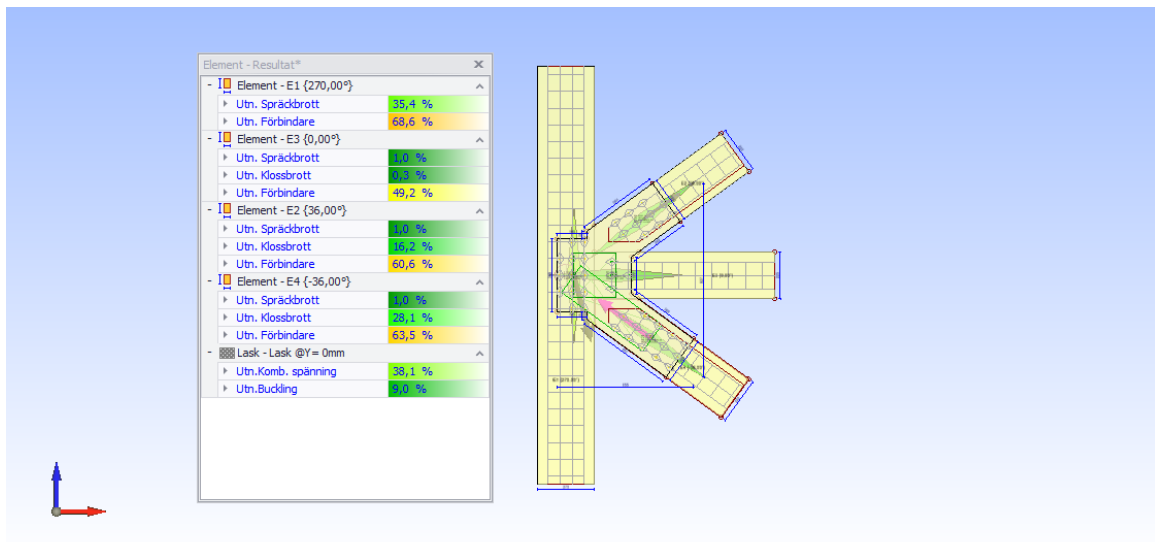 Element - Resultat*
Element - E1 {270,00°}
Utn. Spräckbrott 35,4 %
Utn. Förbindare 68,6 %
Element - E3 {0,00°}
Utn. Spräckbrott 1,0 %
Utn. Klossbrott 0,3 %
Utn. Förbindare 49,2 %
Element - E2 {36,00°}
Utn. Spräckbrott 1,0 %
Utn. Klossbrott 16,2 %
Utn. Förbindare 60,6 %
Element - E4 {-36,00°}
Utn. Spräckbrott 1,0 %
Utn. Klossbrott 28,1 %
Utn. Förbindare 63,5 %
Lask - Lask @Y= 0mm
Utn.Komb. spänning 38,1 %
Utn.Buckling 9,0 %